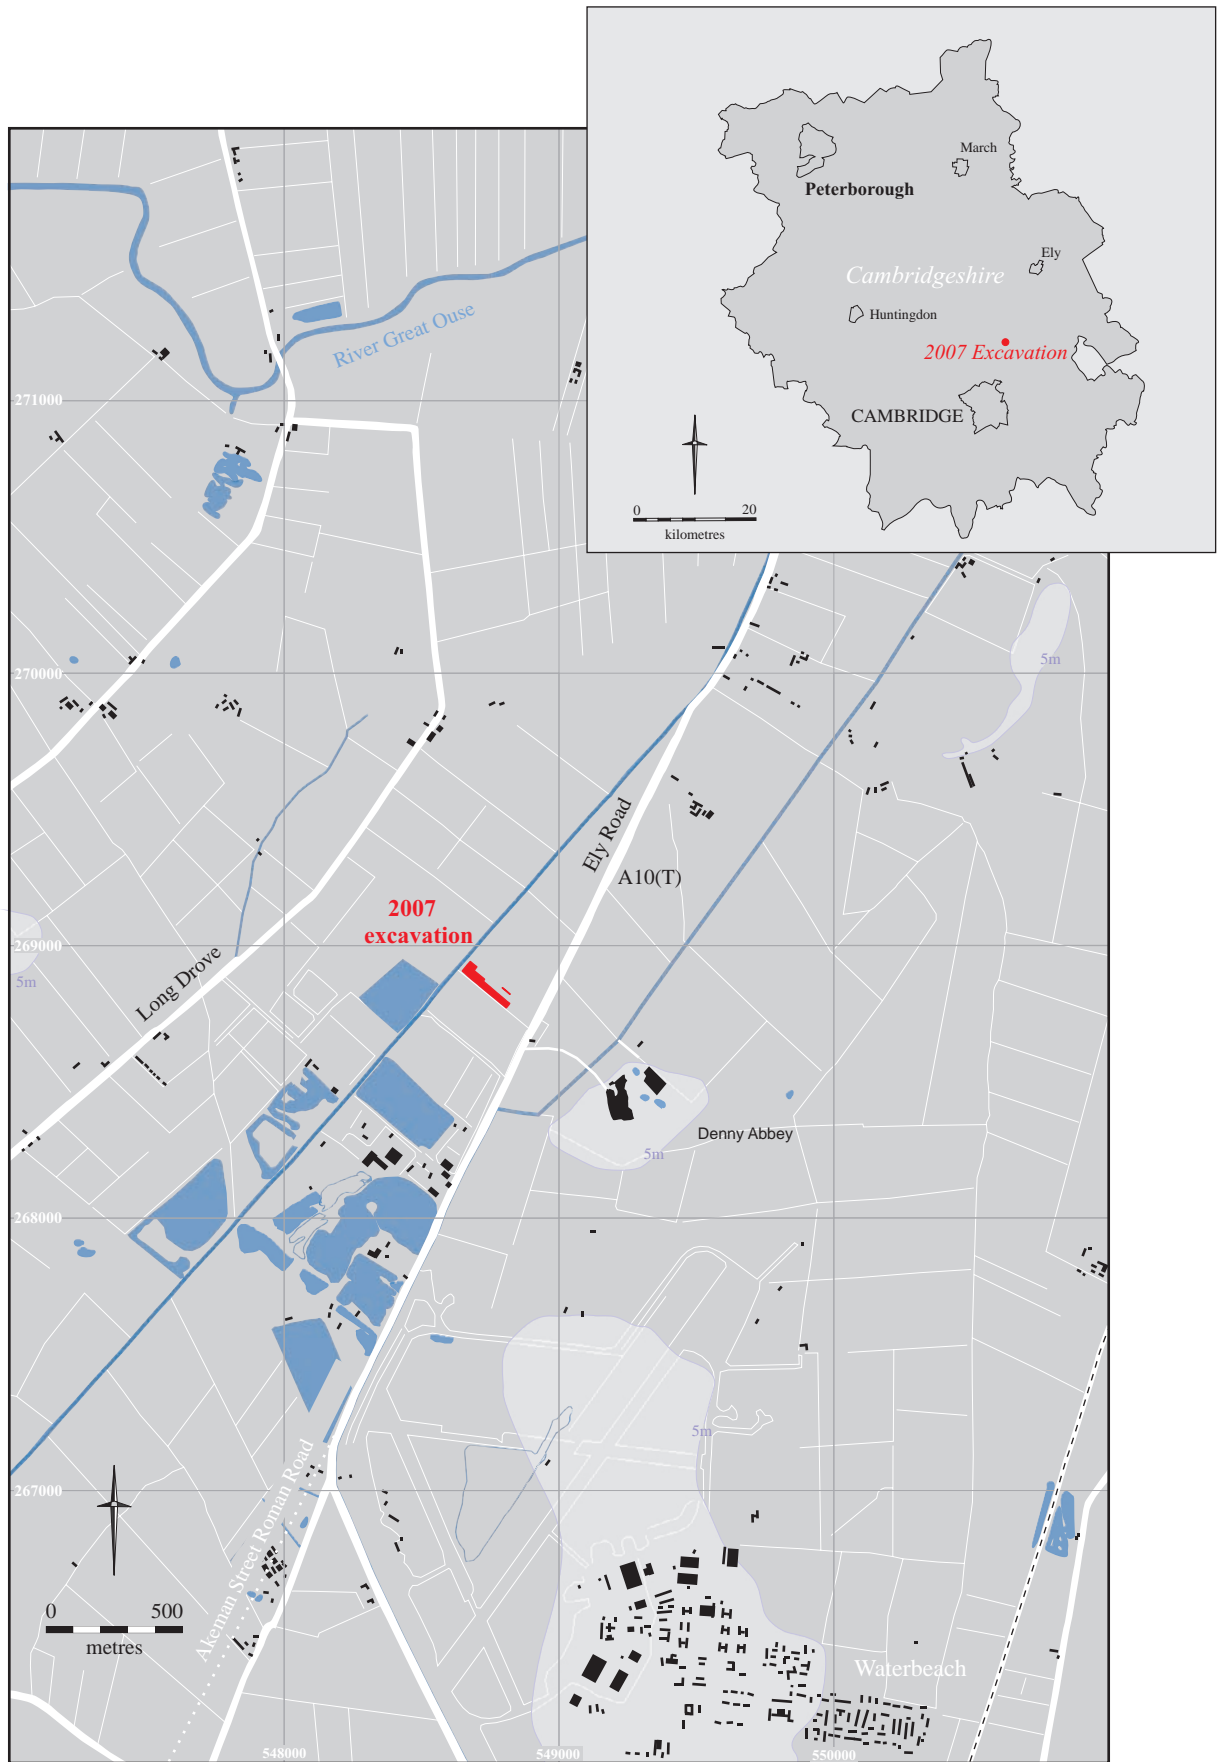 March
Peterborough
Ely
Cambridgeshire
Huntingdon
2007 Excavation
CAMBRIDGE
0 20
kilometres
River Great Ouse
271000
5m
270000
Ely Road
A10(T)
2007
excavation
269000
Long Drove
5m
Denny Abbey
5m
268000
5m
267000
Akeman Street Roman Road
0 500
metres
Waterbeach
548000
549000
550000